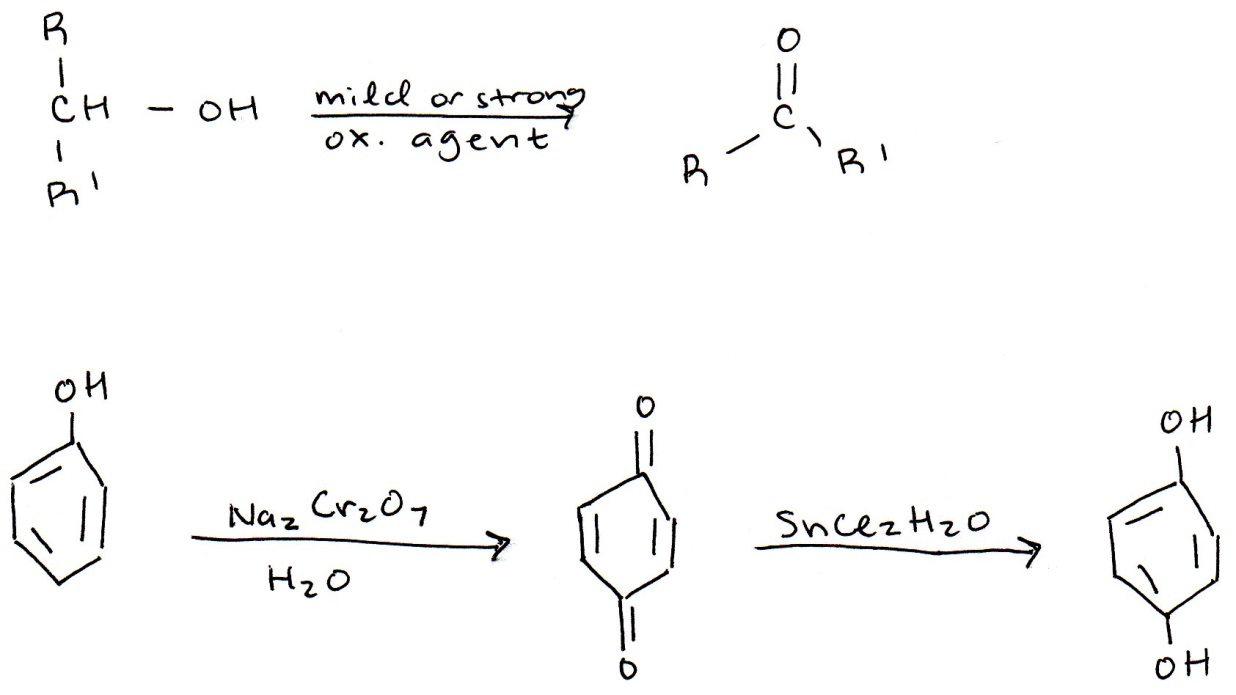 R
CH – OH
R'
mild or strong
ox. agent
O
C
R
R'
OH
Na₂Cr₂O₇
H₂O
O
O
SnCl₂H₂O
OH
OH